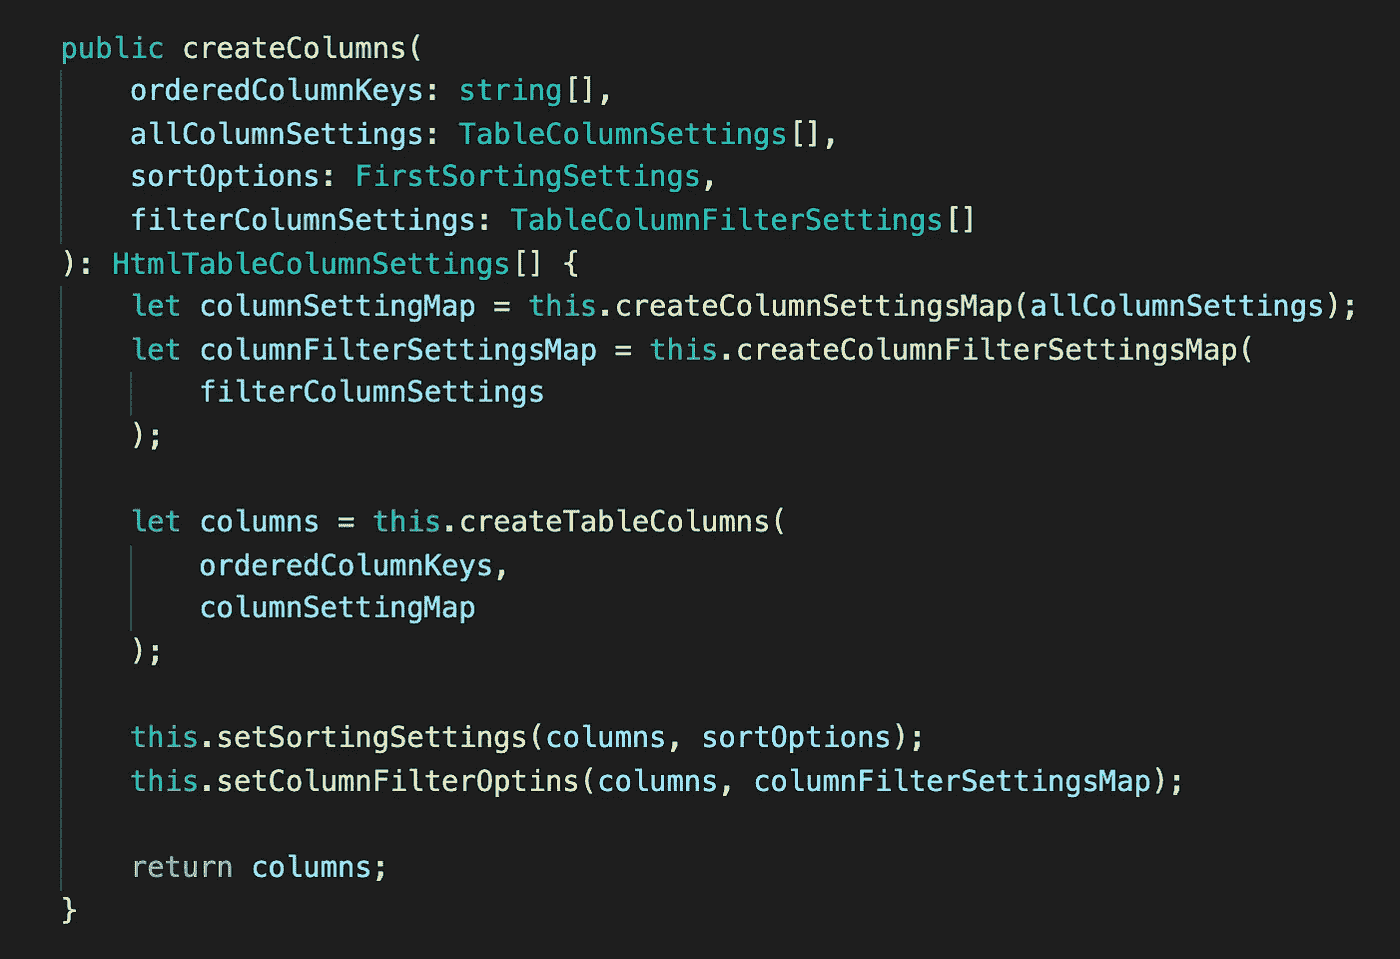 public createColumns(
    orderedColumnKeys: string[],
    allColumnSettings: TableColumnSettings[],
    sortOptions: FirstSortingSettings,
    filterColumnSettings: TableColumnFilterSettings[]
): HtmlTableColumnSettings[] {
    let columnSettingMap = this.createColumnSettingsMap(allColumnSettings);
    let columnFilterSettingsMap = this.createColumnFilterSettingsMap(
        filterColumnSettings
    );

    let columns = this.createTableColumns(
        orderedColumnKeys,
        columnSettingMap
    );

    this.setSortingSettings(columns, sortOptions);
    this.setColumnFilterOptins(columns, columnFilterSettingsMap);

    return columns;
}